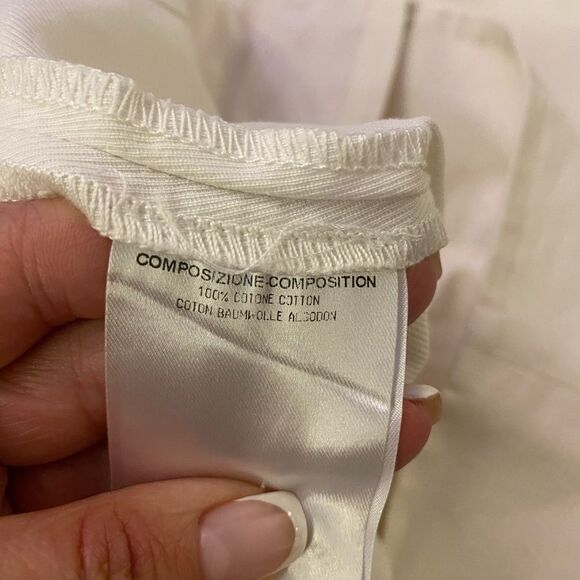 COMPOSIZIONE-COMPOSITION
100% COTONE COTTON
COTON BAUMWOLLE ALGODON